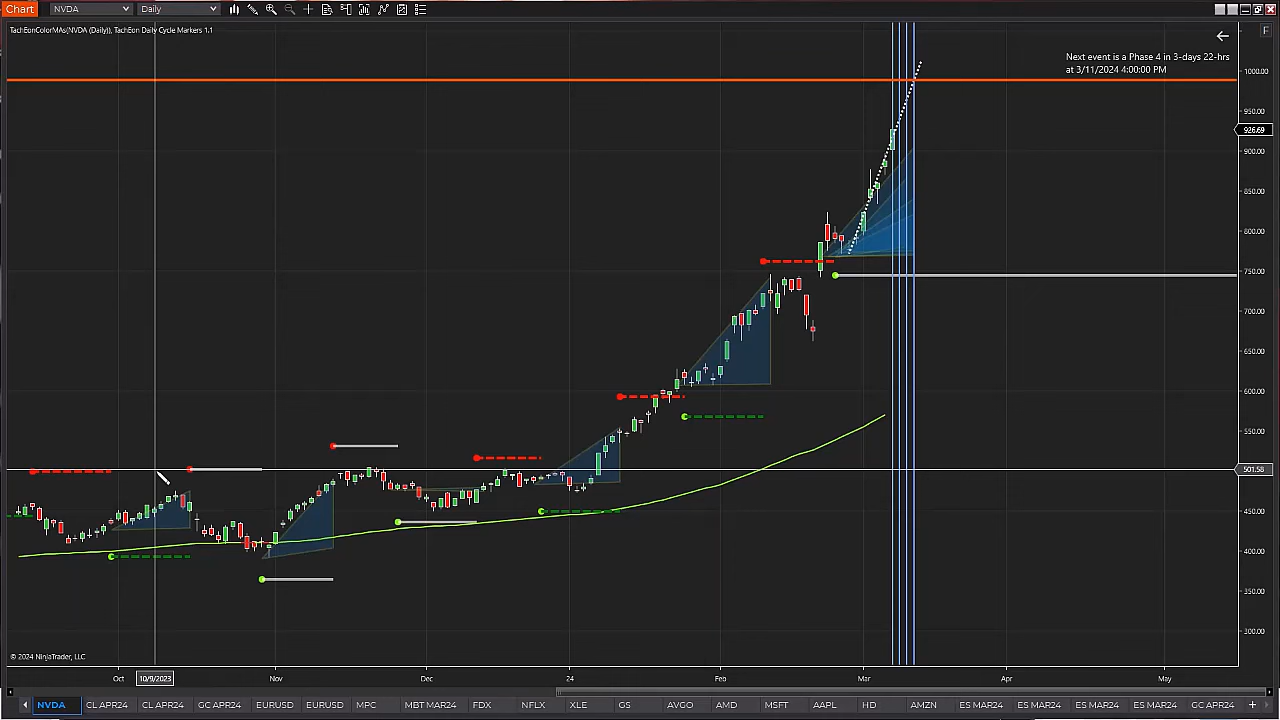 Chart NVDA Daily
TachEonColorMAs(NVDA (Daily)), TachEon Daily Cycle Markers 1.1
F
Next event is a Phase 4 in 3-days 22-hrs
at 3/11/2024 4:00:00 PM
1000.00
950.00
926.69
900.00
850.00
800.00
750.00
700.00
650.00
600.00
550.00
501.58
450.00
400.00
350.00
300.00
© 2024 NinjaTrader, LLC
Oct 10/9/2023 Nov Dec 24 Feb Mar Apr May
NVDA CL APR24 CL APR24 GC APR24 EURUSD EURUSD MPC MBT MAR24 FDX NFLX XLE GS AVGO AMD MSFT AAPL HD AMZN ES MAR24 ES MAR24 ES MAR24 ES MAR24 GC APR24